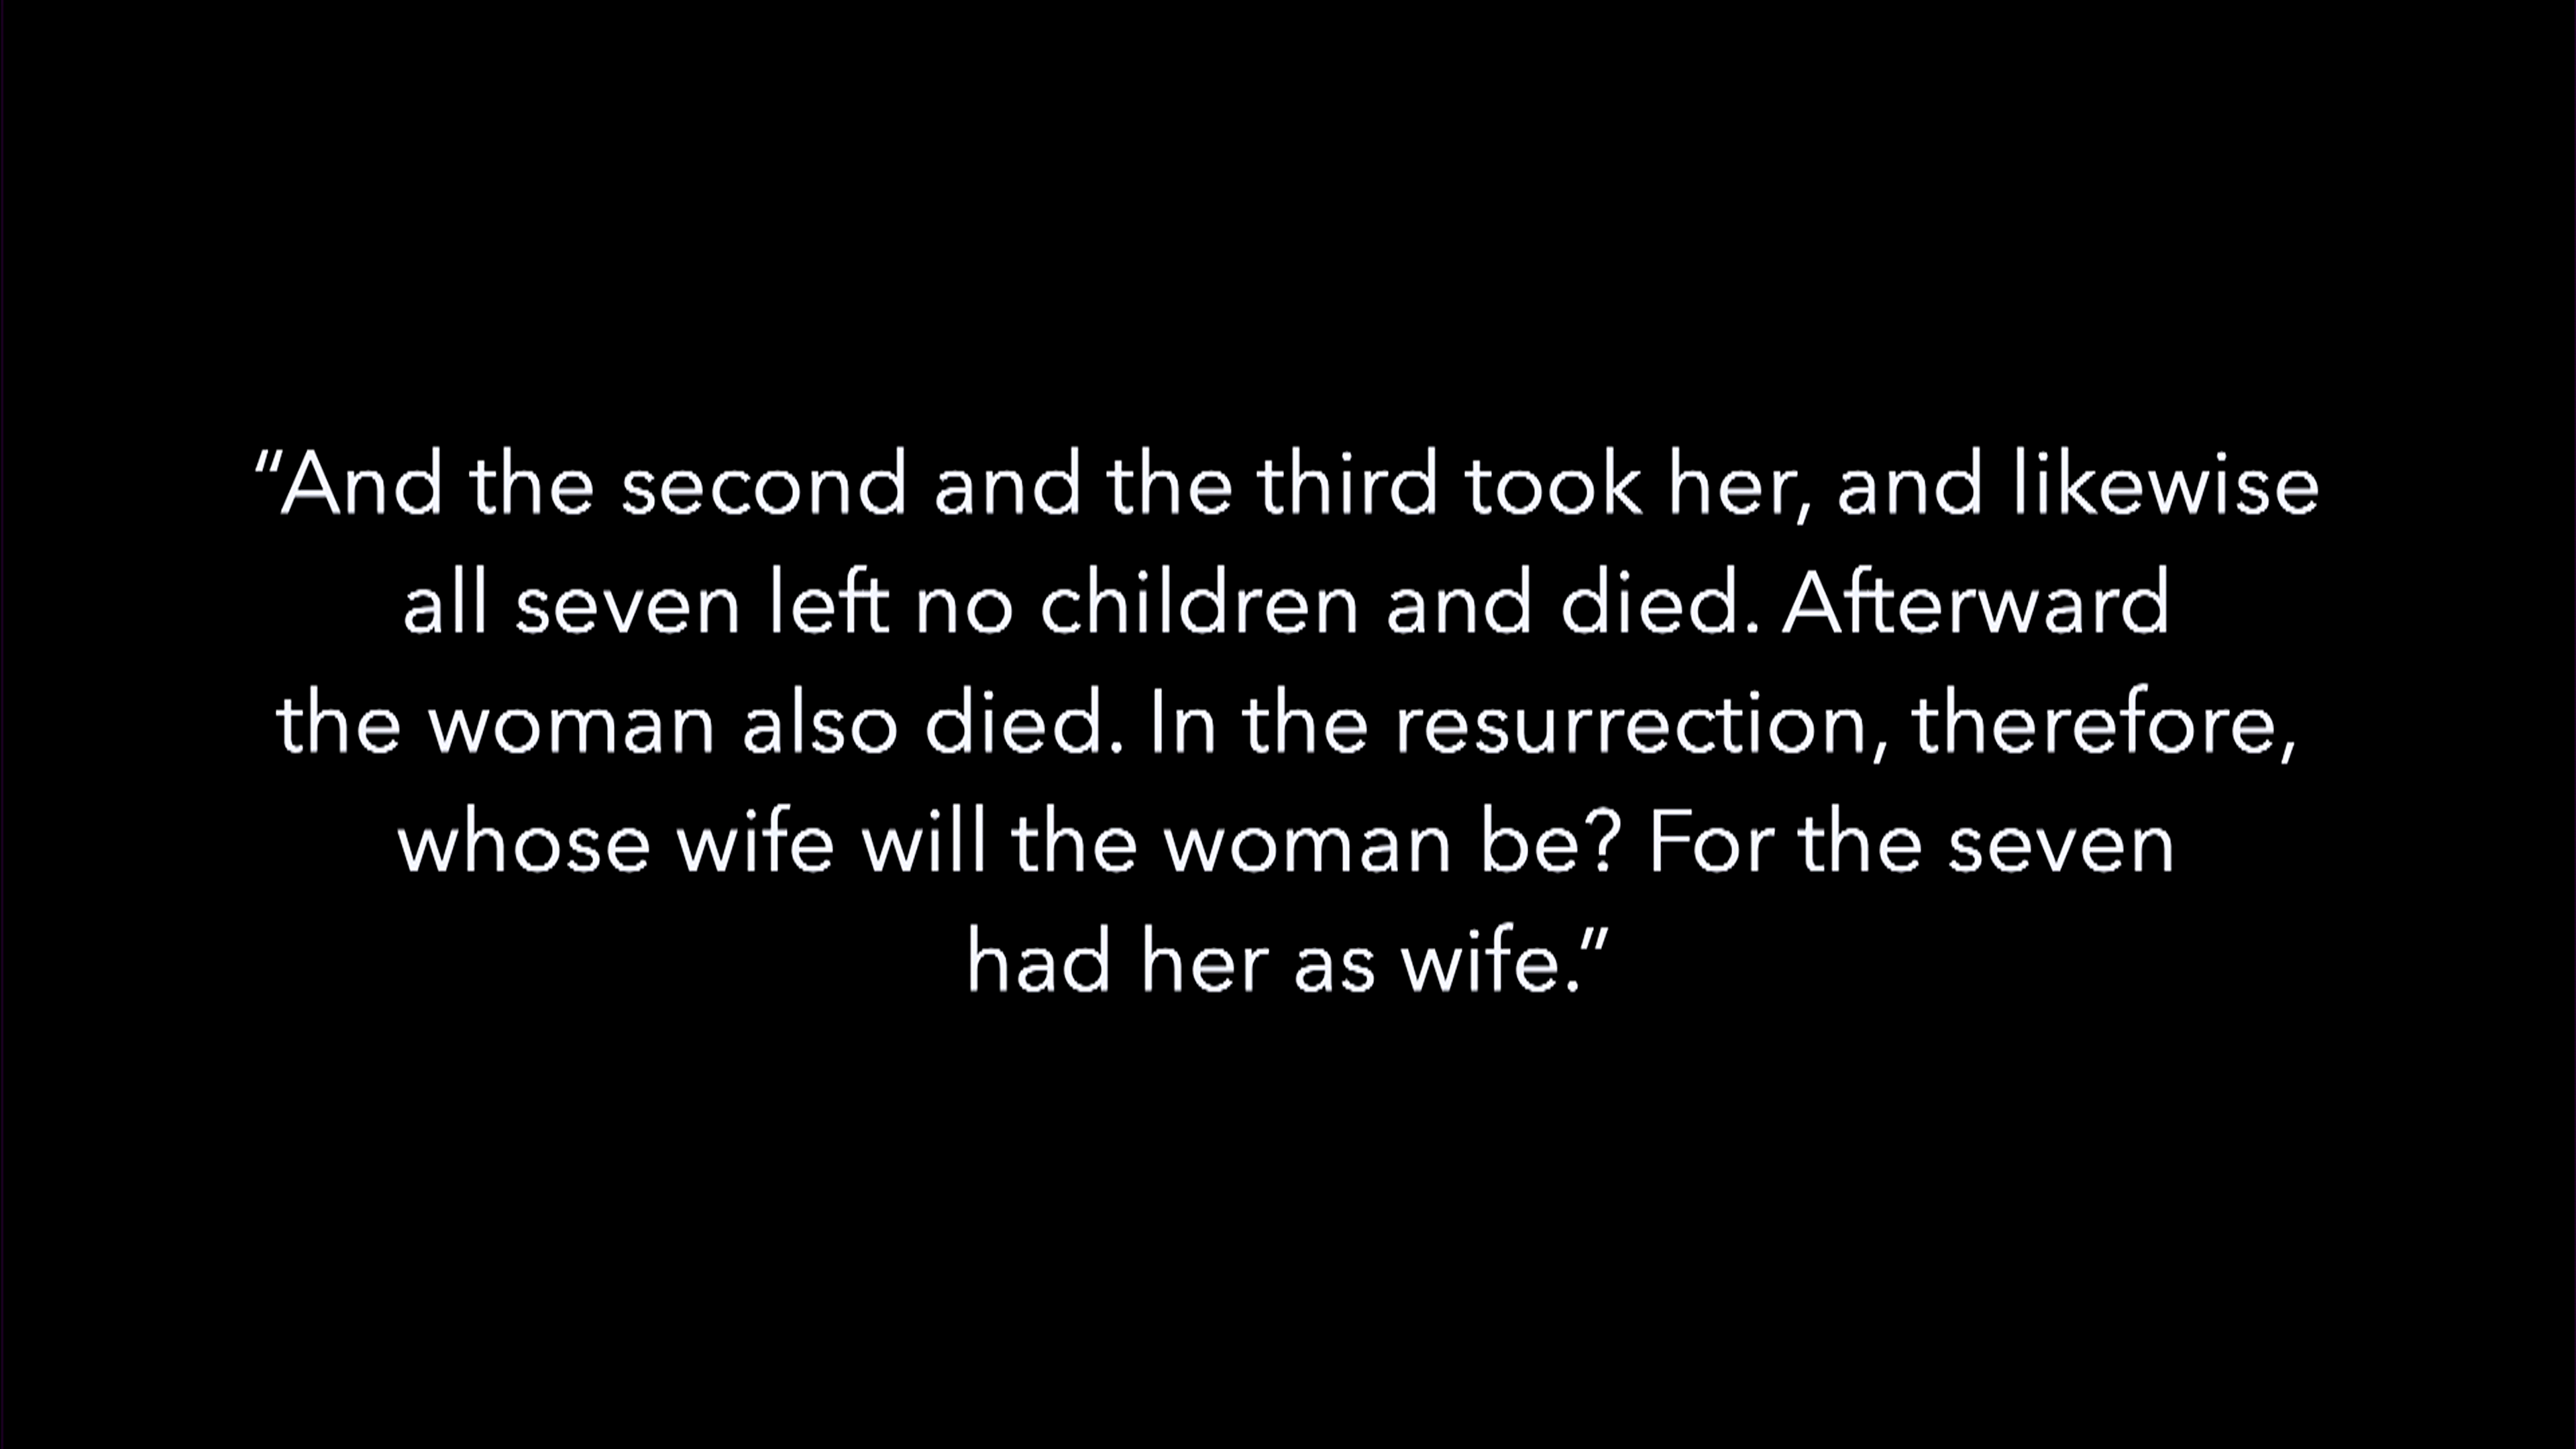 “And the second and the third took her, and likewise
all seven left no children and died. Afterward
the woman also died. In the resurrection, therefore,
whose wife will the woman be? For the seven
had her as wife.”